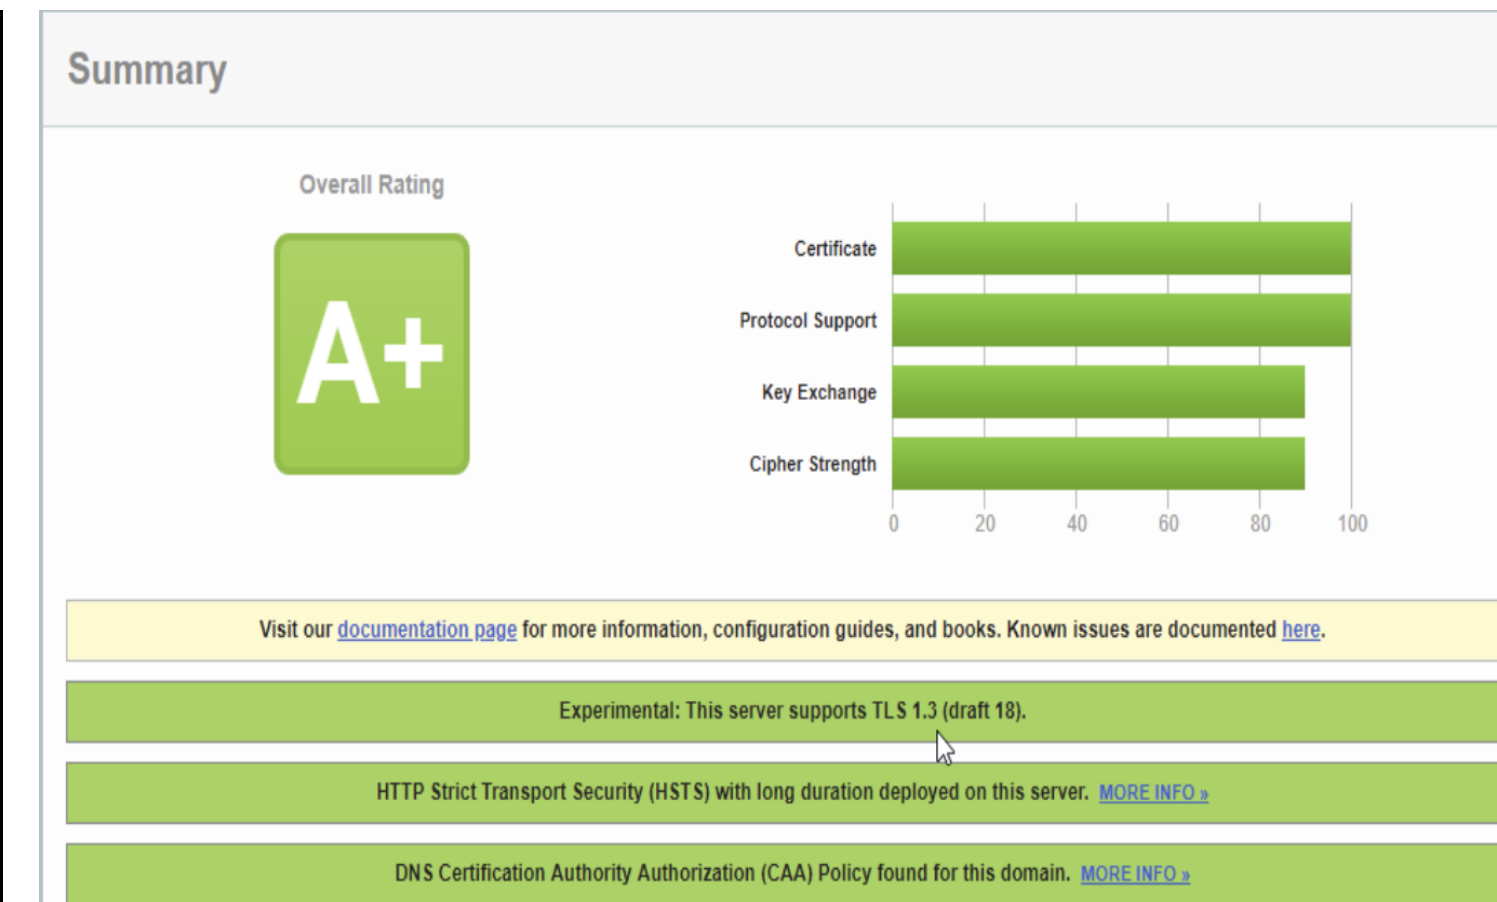 Summary
Overall Rating
A+
Certificate
Protocol Support
Key Exchange
Cipher Strength
0 20 40 60 80 100
Visit our documentation page for more information, configuration guides, and books. Known issues are documented here.
Experimental: This server supports TLS 1.3 (draft 18).
HTTP Strict Transport Security (HSTS) with long duration deployed on this server. MORE INFO »
DNS Certification Authority Authorization (CAA) Policy found for this domain. MORE INFO »